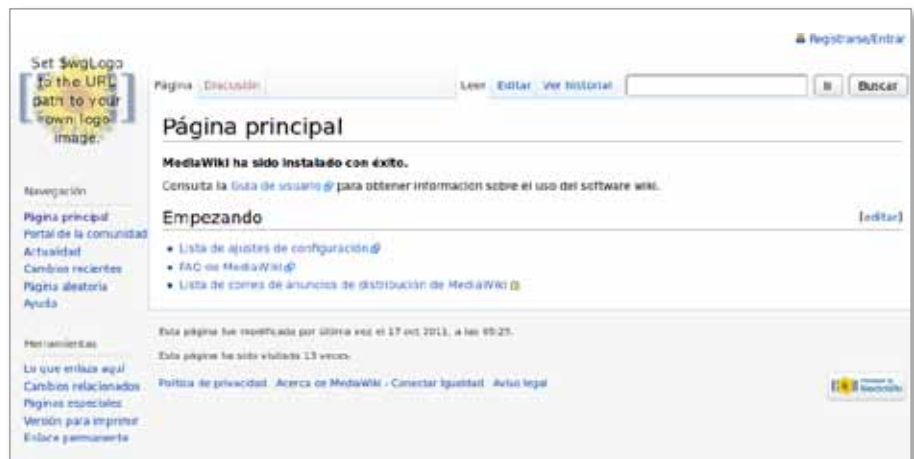 Registrarse/Entrar
Set $wgLogo
to the URL
path to your
own logo
image.
Página Discusión Leer Editar Ver historial Ir Buscar
Página principal
MediaWiki ha sido instalado con éxito.
Consulta la Guía de usuario para obtener información sobre el uso del software wiki.
Empezando [editar]
• Lista de ajustes de configuración
• FAQ de MediaWiki
• Lista de correo de anuncios de distribución de MediaWiki
Navegación
Página principal
Portal de la comunidad
Actualidad
Cambios recientes
Página aleatoria
Ayuda
Herramientas
Lo que enlaza aquí
Cambios relacionados
Páginas especiales
Versión para imprimir
Enlace permanente
Esta página fue modificada por última vez el 17 oct 2011, a las
Esta página ha sido visitada 13 veces.
Política de privacidad Acerca de MediaWiki - Conectar Igualdad Aviso legal
MediaWiki